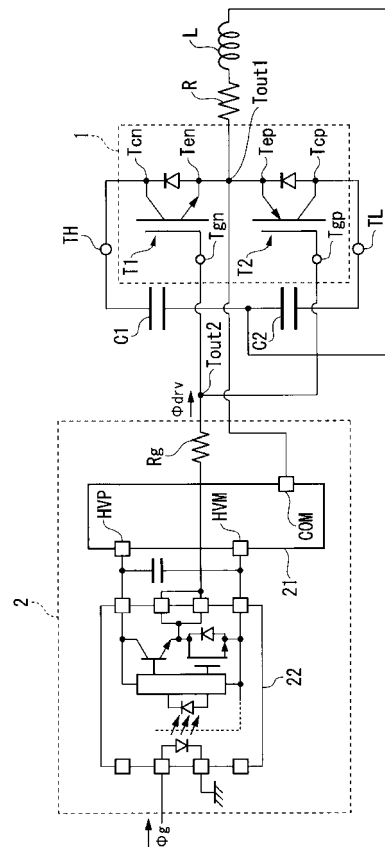 1
Tcn
Ten
Tep
Tcp
L
R
Tout1
TH
T1
Tgn
T2
Tgp
TL
C1
C2
Tout2
Φdrv
Rg
2
HVP
HVM
COM
21
22
Φg